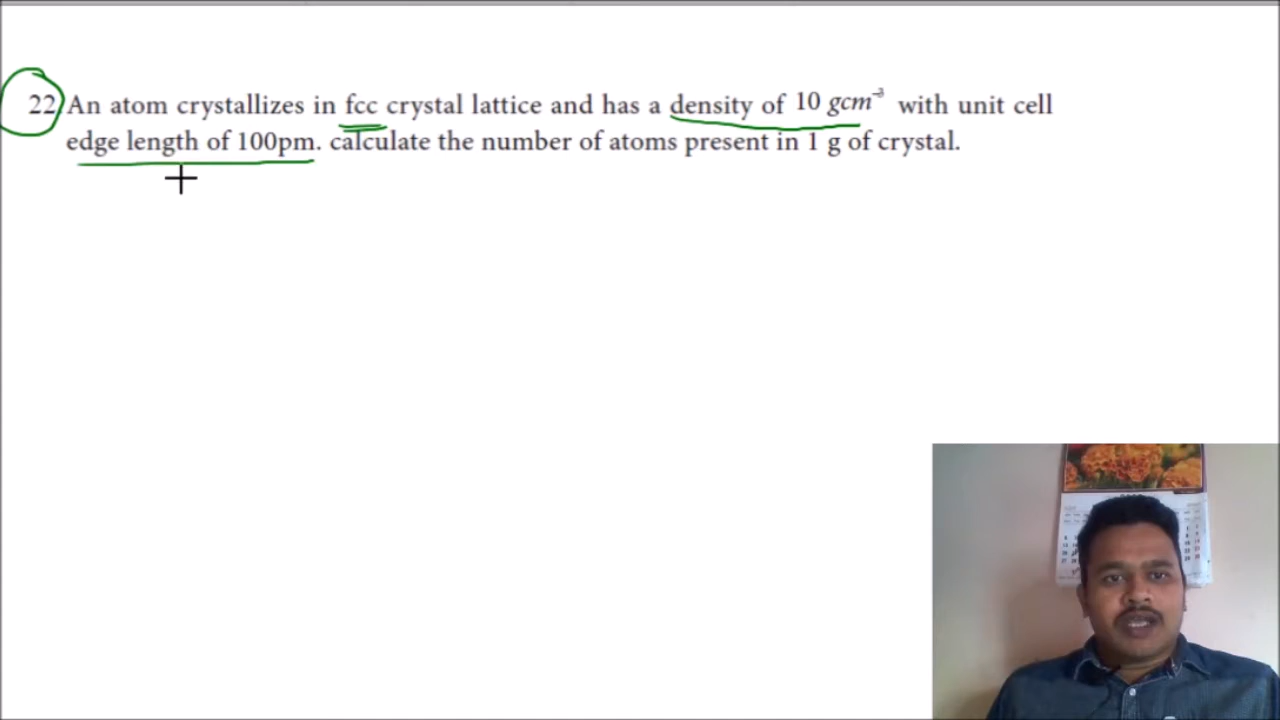 22 An atom crystallizes in fcc crystal lattice and has a density of 10 gcm⁻³ with unit cell
edge length of 100pm. calculate the number of atoms present in 1 g of crystal.